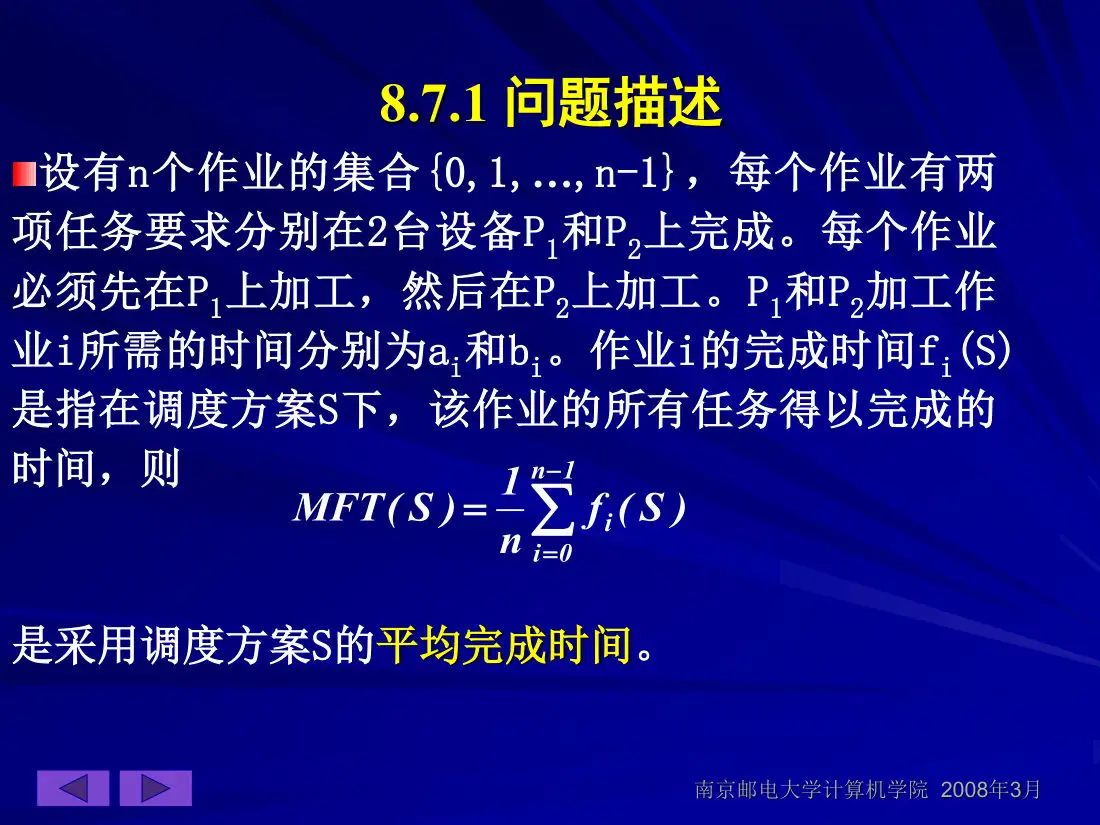 8.7.1 问题描述
设有n个作业的集合{0,1,…,n-1}，每个作业有两
项任务要求分别在2台设备P₁和P₂上完成。每个作业
必须先在P₁上加工，然后在P₂上加工。P₁和P₂加工作
业i所需的时间分别为aᵢ和bᵢ。作业i的完成时间fᵢ(S)
是指在调度方案S下，该作业的所有任务得以完成的
时间，则
MFT(S)=1/n ∑_{i=0}^{n-1} fᵢ(S)
是采用调度方案S的平均完成时间。
南京邮电大学计算机学院 2008年3月